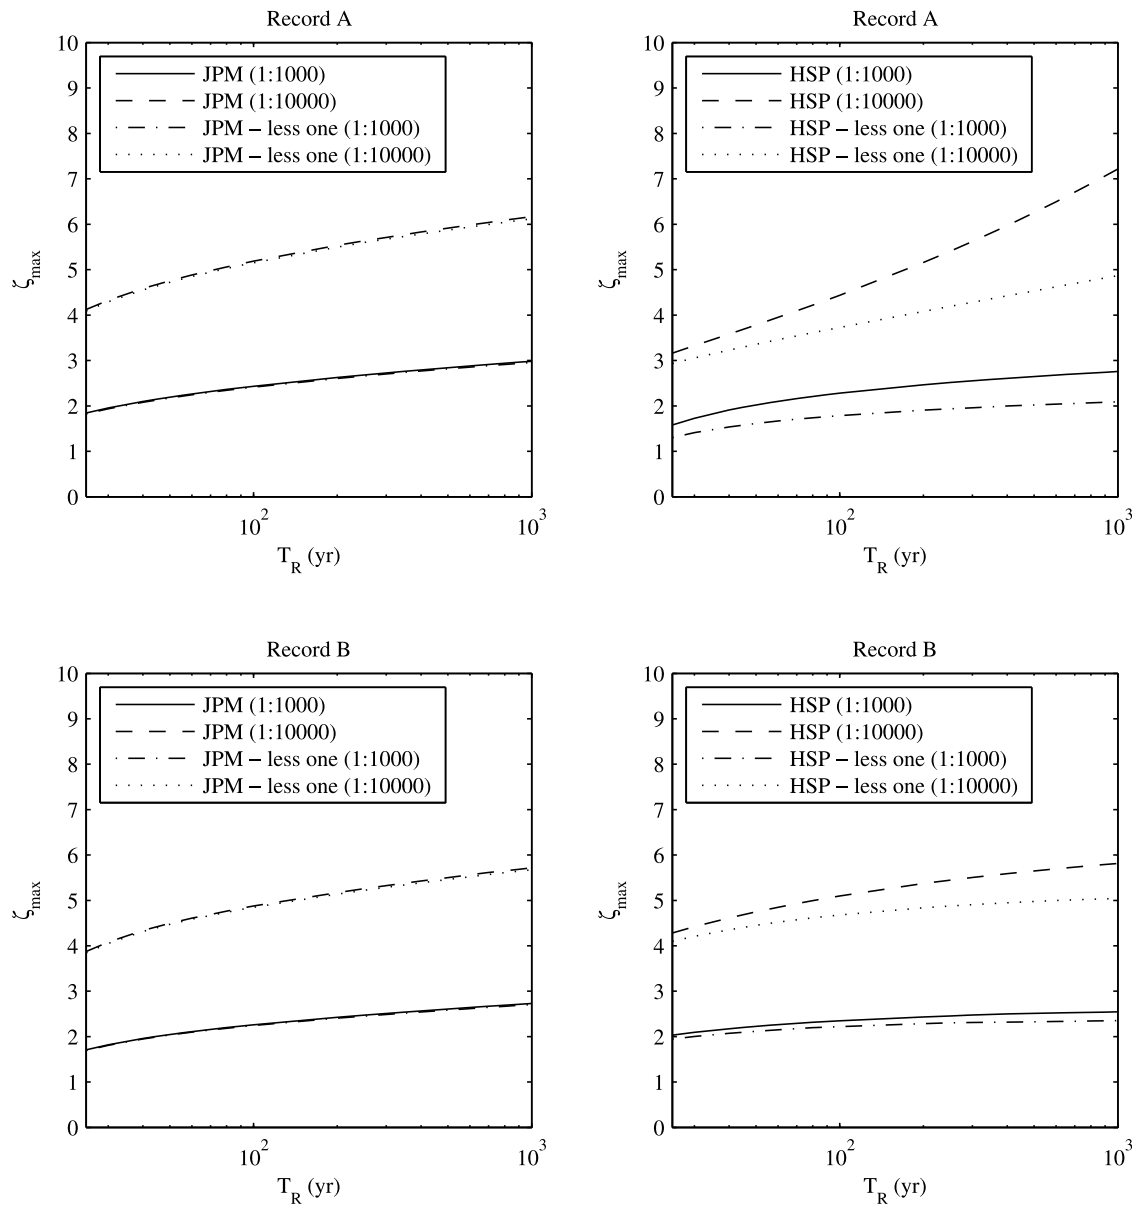 Record A
10
9
8
7
6
5
4
3
2
1
0
ζmax
JPM (1:1000)
JPM (1:10000)
JPM − less one (1:1000)
JPM − less one (1:10000)
10² 10³
T_R (yr)
Record A
10
9
8
7
6
5
4
3
2
1
0
ζmax
HSP (1:1000)
HSP (1:10000)
HSP − less one (1:1000)
HSP − less one (1:10000)
10² 10³
T_R (yr)
Record B
10
9
8
7
6
5
4
3
2
1
0
ζmax
JPM (1:1000)
JPM (1:10000)
JPM − less one (1:1000)
JPM − less one (1:10000)
10² 10³
T_R (yr)
Record B
10
9
8
7
6
5
4
3
2
1
0
ζmax
HSP (1:1000)
HSP (1:10000)
HSP − less one (1:1000)
HSP − less one (1:10000)
10² 10³
T_R (yr)